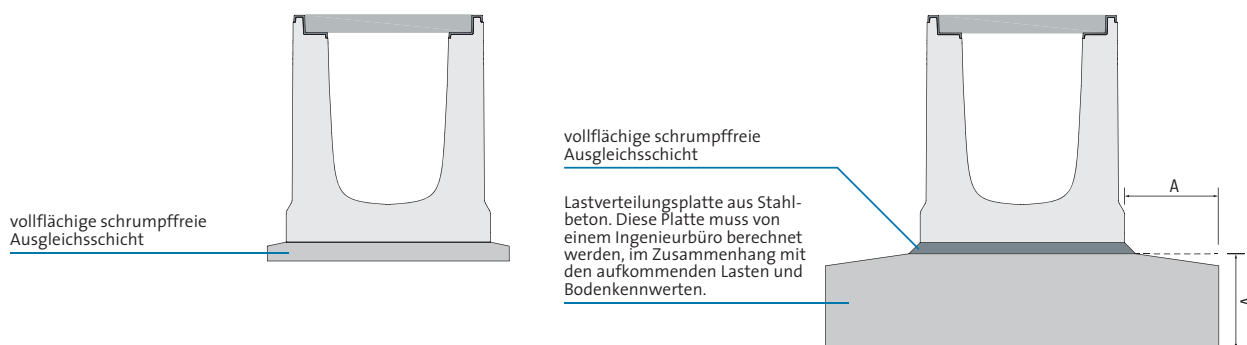 vollflächige schrumpffreie
Ausgleichsschicht
vollflächige schrumpffreie
Ausgleichsschicht
Lastverteilungsplatte aus Stahl-
beton. Diese Platte muss von
einem Ingenieurbüro berechnet
werden, im Zusammenhang mit
den aufkommenden Lasten und
Bodenkennwerten.
A
A